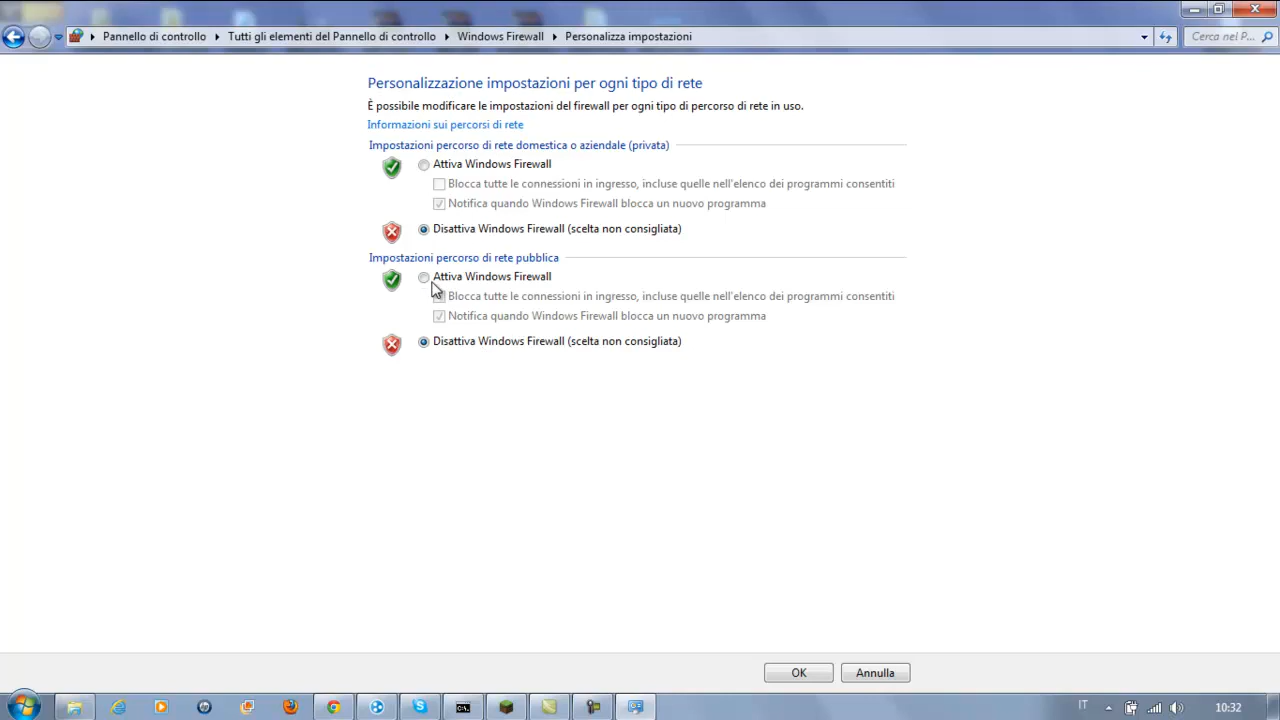 Pannello di controllo
Tutti gli elementi del Pannello di controllo
Windows Firewall
Personalizza impostazioni
Cerca nel P...
Personalizzazione impostazioni per ogni tipo di rete
È possibile modificare le impostazioni del firewall per ogni tipo di percorso di rete in uso.
Informazioni sui percorsi di rete
Impostazioni percorso di rete domestica o aziendale (privata)
Attiva Windows Firewall
Blocca tutte le connessioni in ingresso, incluse quelle nell'elenco dei programmi consentiti
Notifica quando Windows Firewall blocca un nuovo programma
Disattiva Windows Firewall (scelta non consigliata)
Impostazioni percorso di rete pubblica
Attiva Windows Firewall
Blocca tutte le connessioni in ingresso, incluse quelle nell'elenco dei programmi consentiti
Notifica quando Windows Firewall blocca un nuovo programma
Disattiva Windows Firewall (scelta non consigliata)
OK
Annulla
IT
10:32